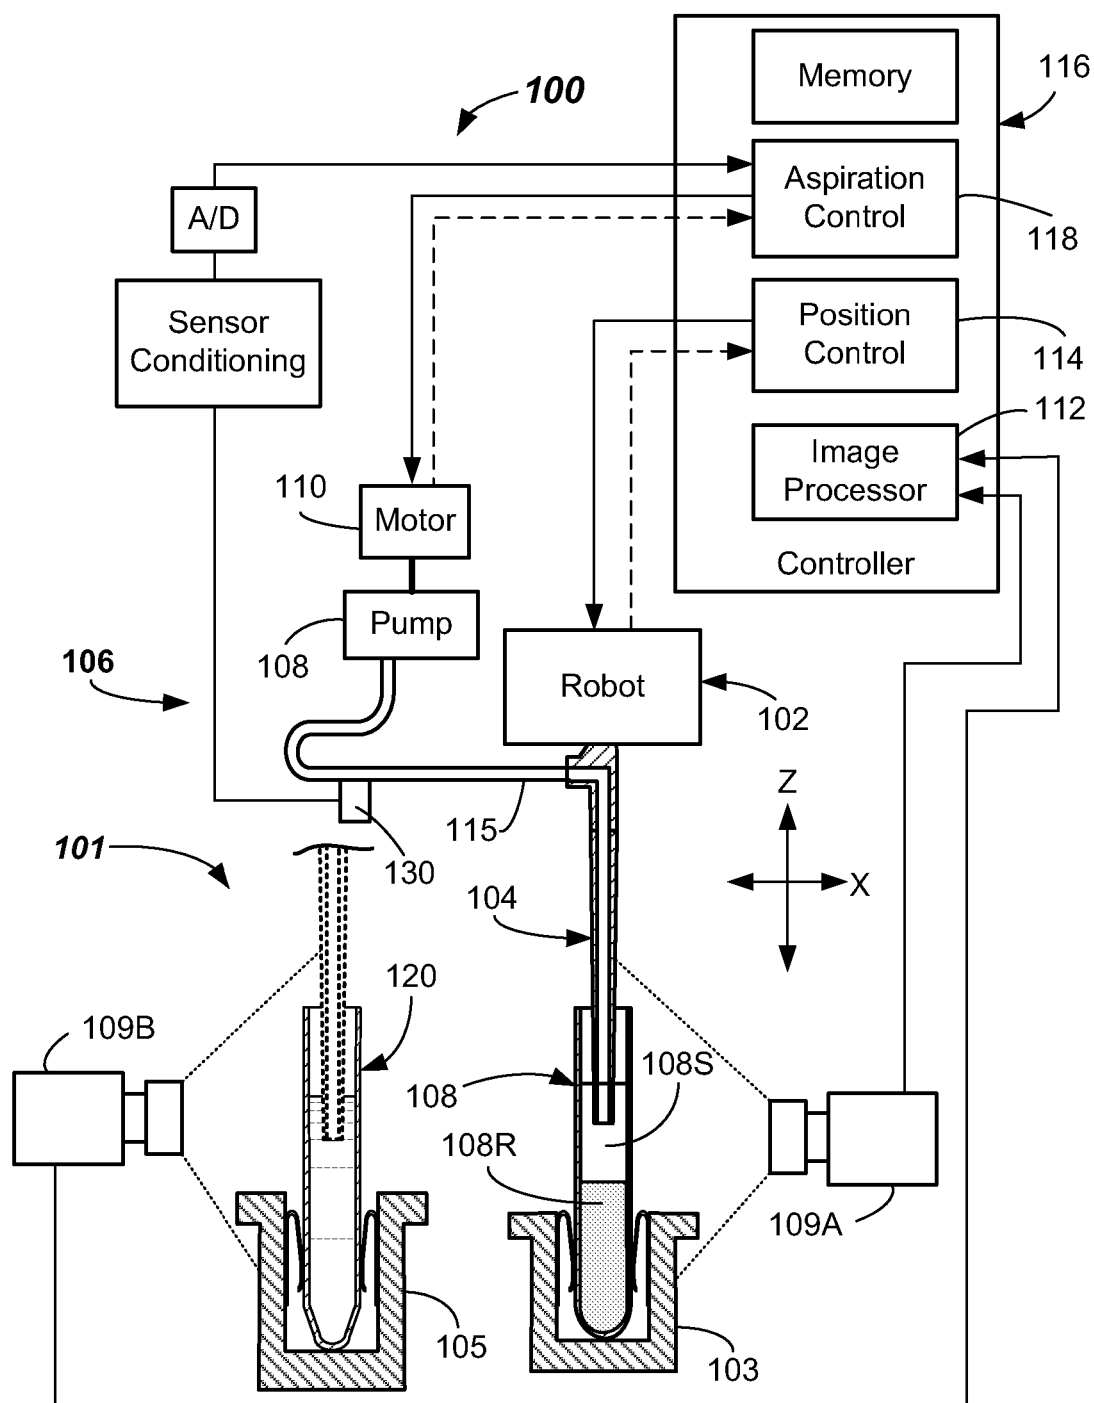 Memory
116
100
Aspiration
Control
118
A/D
Sensor
Conditioning
Position
Control
114
112
Image
Processor
110
Motor
Controller
Pump
108
106
Robot
102
115
130
101
Z
X
104
120
109B
108
108S
108R
109A
105
103